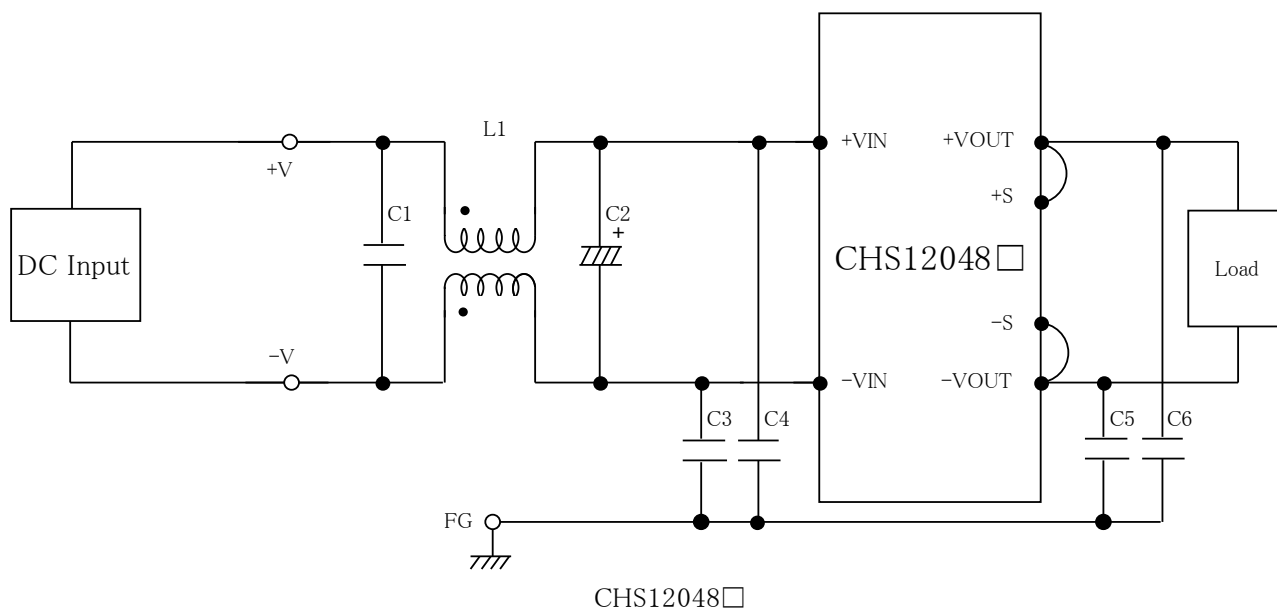 L1
+V
+VIN
+VOUT
C1
C2
+
+S
DC Input
CHS12048□
Load
-S
-V
-VIN
-VOUT
C3
C4
C5
C6
FG
CHS12048□